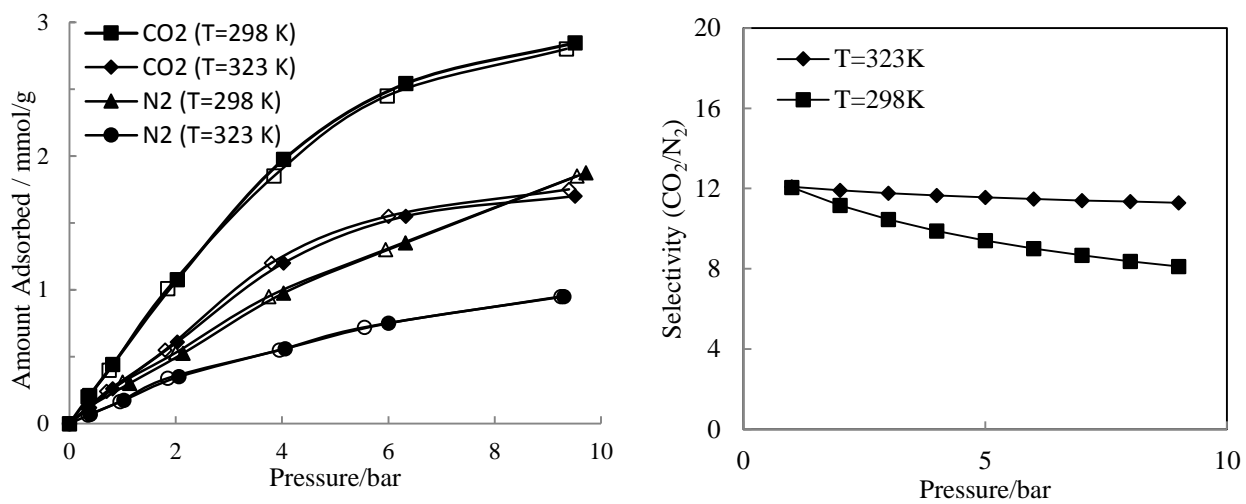 3
2
1
0
Amount Adsorbed / mmol/g
CO2 (T=298 K)
CO2 (T=323 K)
N2 (T=298 K)
N2 (T=323 K)
0 2 4 6 8 10
Pressure/bar
20
16
12
8
4
0
Selectivity (CO₂/N₂)
T=323K
T=298K
0 5 10
Pressure/bar